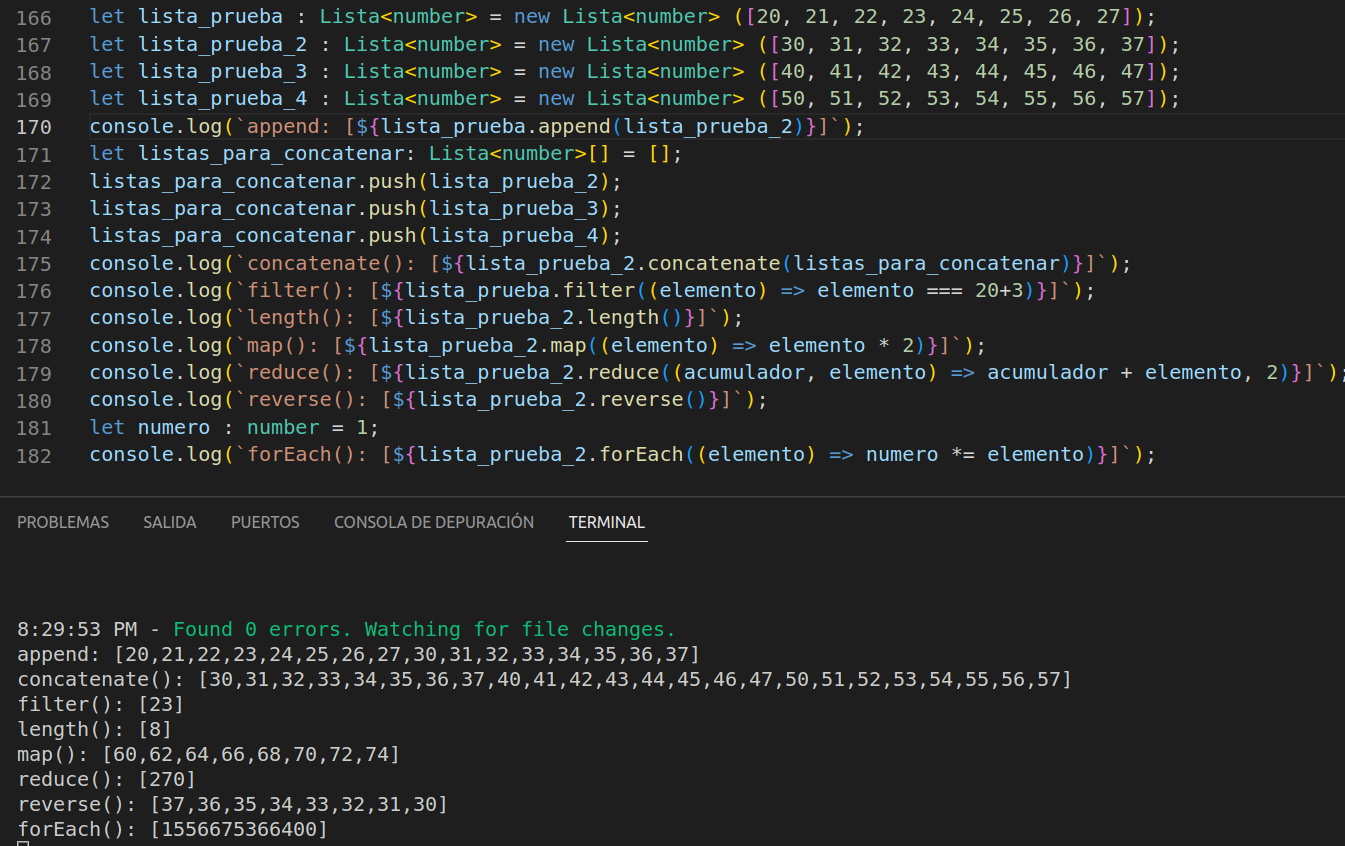 166 let lista_prueba : Lista<number> = new Lista<number> ([20, 21, 22, 23, 24, 25, 26, 27]);
167 let lista_prueba_2 : Lista<number> = new Lista<number> ([30, 31, 32, 33, 34, 35, 36, 37]);
168 let lista_prueba_3 : Lista<number> = new Lista<number> ([40, 41, 42, 43, 44, 45, 46, 47]);
169 let lista_prueba_4 : Lista<number> = new Lista<number> ([50, 51, 52, 53, 54, 55, 56, 57]);
170 console.log(`append: [${lista_prueba.append(lista_prueba_2)}]`);
171 let listas_para_concatenar: Lista<number>[] = [];
172 listas_para_concatenar.push(lista_prueba_2);
173 listas_para_concatenar.push(lista_prueba_3);
174 listas_para_concatenar.push(lista_prueba_4);
175 console.log(`concatenate(): [${lista_prueba_2.concatenate(listas_para_concatenar)}]`);
176 console.log(`filter(): [${lista_prueba.filter((elemento) => elemento === 20+3)}]`);
177 console.log(`length(): [${lista_prueba_2.length()}]`);
178 console.log(`map(): [${lista_prueba_2.map((elemento) => elemento * 2)}]`);
179 console.log(`reduce(): [${lista_prueba_2.reduce((acumulador, elemento) => acumulador + elemento, 2)}]`);
180 console.log(`reverse(): [${lista_prueba_2.reverse()}]`);
181 let numero : number = 1;
182 console.log(`forEach(): [${lista_prueba_2.forEach((elemento) => numero *= elemento)}]`);
PROBLEMAS SALIDA PUERTOS CONSOLA DE DEPURACIÓN TERMINAL
8:29:53 PM - Found 0 errors. Watching for file changes.
append: [20,21,22,23,24,25,26,27,30,31,32,33,34,35,36,37]
concatenate(): [30,31,32,33,34,35,36,37,40,41,42,43,44,45,46,47,50,51,52,53,54,55,56,57]
filter(): [23]
length(): [8]
map(): [60,62,64,66,68,70,72,74]
reduce(): [270]
reverse(): [37,36,35,34,33,32,31,30]
forEach(): [1556675366400]